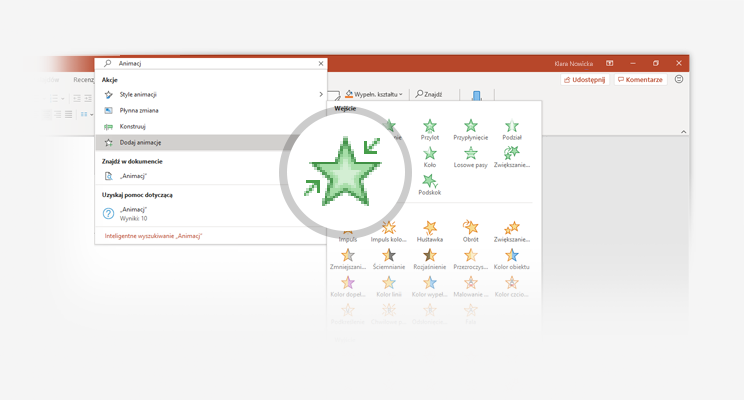 Animacj
Klara Nowicka
Recenz
Udostępnij
Komentarze
Akcje
Style animacji
Płynna zmiana
Konstruuj
Dodaj animację
Znajdź w dokumencie
„Animacj”
Uzyskaj pomoc dotyczącą
„Animacj”
Wyniki: 10
Inteligentne wyszukiwanie „Animacj”
Wypełn. kształtu
Znajdź
Wejście
Przylot
Przypłynięcie
Podział
Koło
Losowe pasy
Zwiększanie...
Podskok
Impuls
Impuls kolo...
Huśtawka
Obrót
Zwiększanie...
Zmniejszani...
Ściemnienie
Rozjaśnienie
Przezroczys...
Kolor obiektu
Kolor dopeł...
Kolor linii
Kolor wypeł...
Malowanie ...
Kolor czcio...